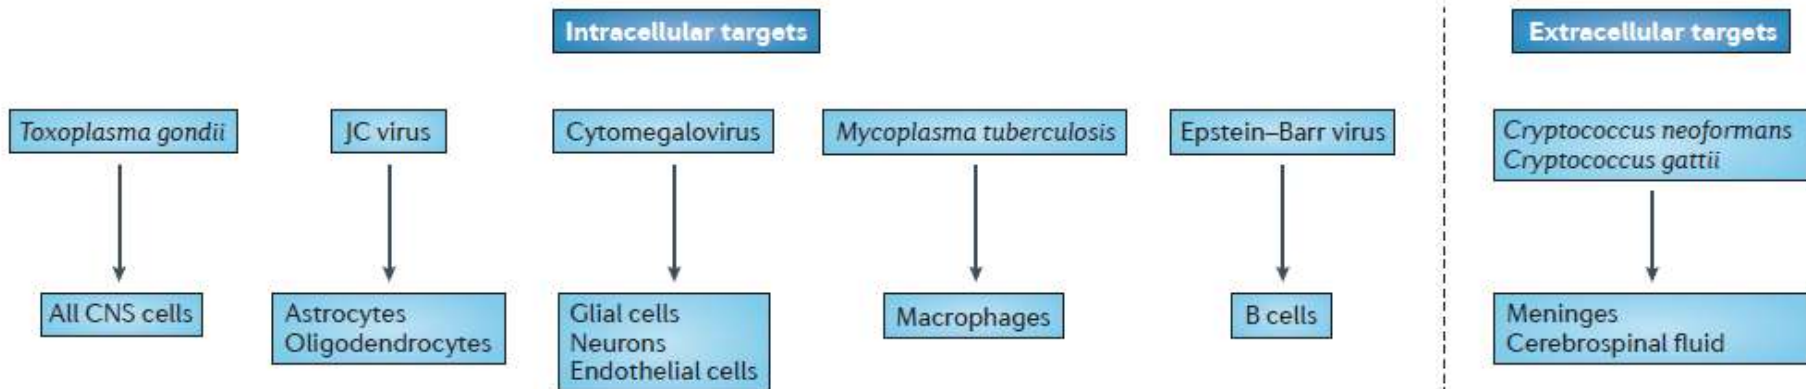 Intracellular targets
Extracellular targets
Toxoplasma gondii
JC virus
Cytomegalovirus
Mycoplasma tuberculosis
Epstein–Barr virus
Cryptococcus neoformans
Cryptococcus gattii
All CNS cells
Astrocytes
Oligodendrocytes
Glial cells
Neurons
Endothelial cells
Macrophages
B cells
Meninges
Cerebrospinal fluid